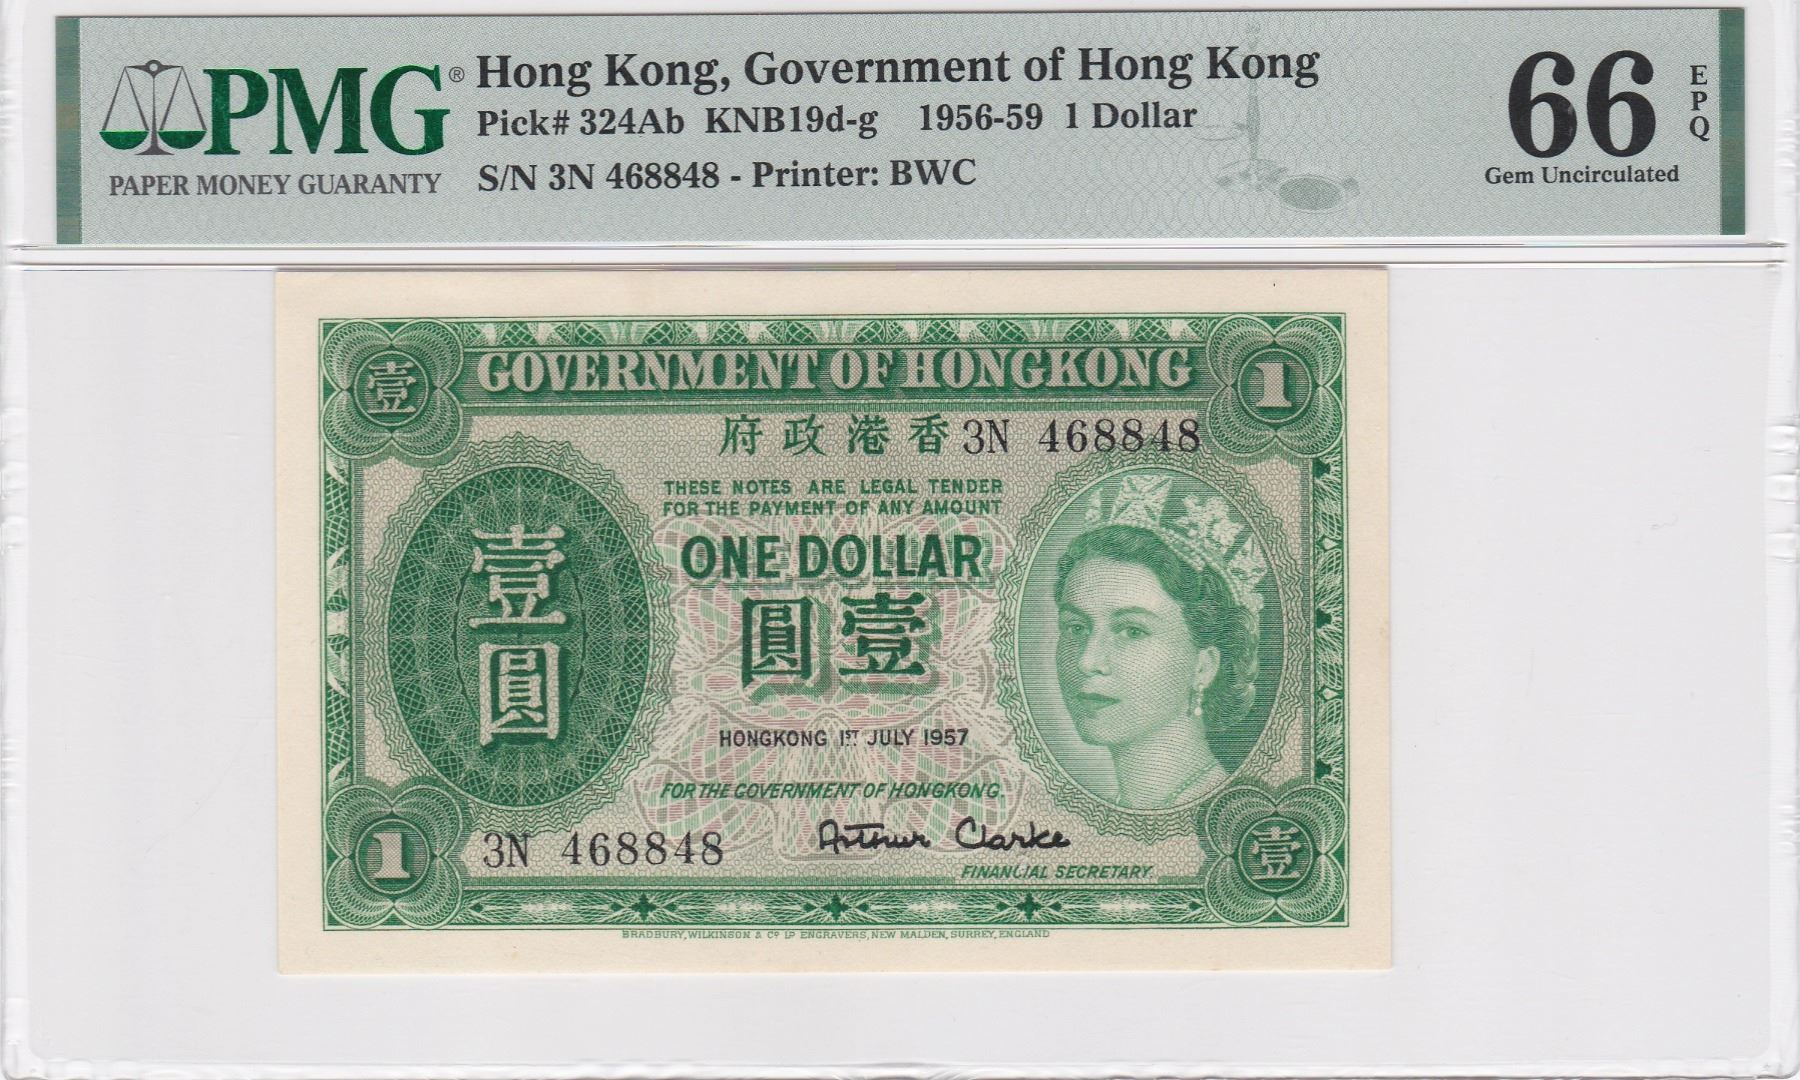 PMG®
PAPER MONEY GUARANTY
Hong Kong, Government of Hong Kong
Pick# 324Ab KNB19d-g 1956-59 1 Dollar
S/N 3N 468848 - Printer: BWC
66
EPQ
Gem Uncirculated
壹
GOVERNMENT OF HONGKONG
1
府政港香
3N 468848
THESE NOTES ARE LEGAL TENDER
FOR THE PAYMENT OF ANY AMOUNT
ONE DOLLAR
圓壹
壹圓
HONGKONG 1ST JULY 1957
FOR THE GOVERNMENT OF HONGKONG.
1
3N 468848
Arthur Clarke
FINANCIAL SECRETARY.
壹
BRADBURY, WILKINSON & Co Ld ENGRAVERS, NEW MALDEN, SURREY, ENGLAND